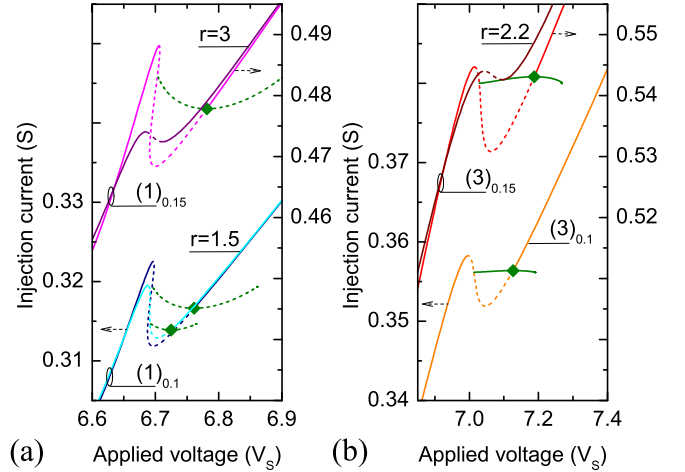 r=3
(1)0.15
r=1.5
(1)0.1
Injection current (S)
0.33
0.32
0.31
0.49
0.48
0.47
0.46
6.6 6.7 6.8 6.9
Applied voltage (VS)
(a)
r=2.2
(3)0.15
(3)0.1
Injection current (S)
0.37
0.36
0.35
0.34
0.55
0.54
0.53
0.52
7.0 7.2 7.4
Applied voltage (VS)
(b)